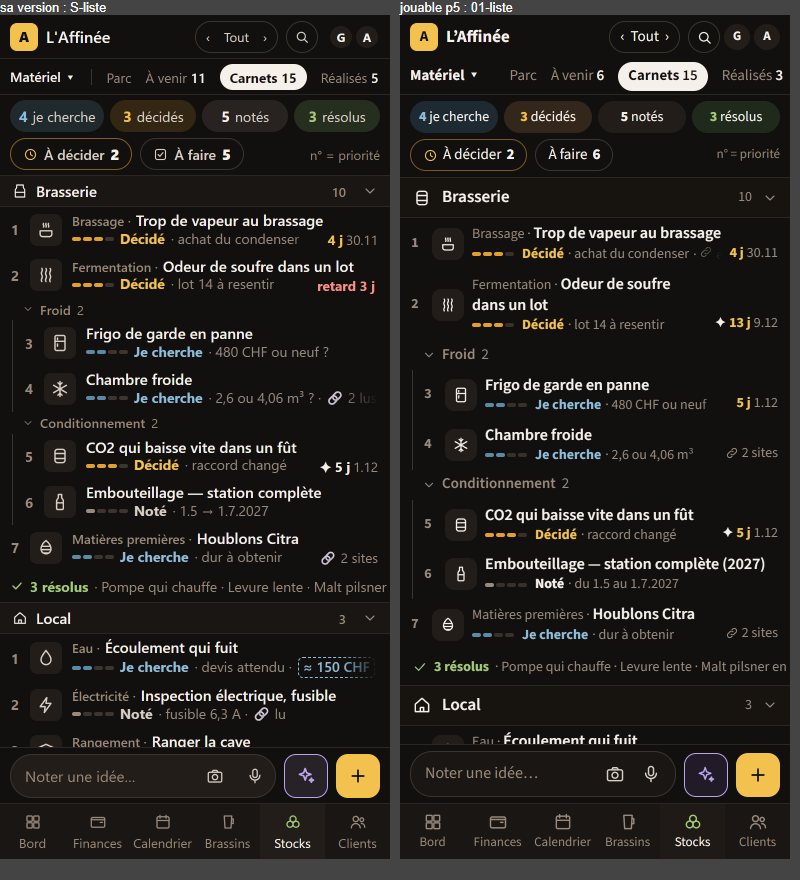 sa version : S-liste
A L'Affinée ‹ Tout › G A
Matériel ▾ Parc À venir 11 Carnets 15 Réalisés 5
4 je cherche 3 décidés 5 notés 3 résolus
À décider 2 À faire 5 n° = priorité
Brasserie 10
1 Brassage · Trop de vapeur au brassage
Décidé · achat du condenser 4 j 30.11
2 Fermentation · Odeur de soufre dans un lot
Décidé · lot 14 à resentir retard 3 j
Froid 2
3 Frigo de garde en panne
Je cherche · 480 CHF ou neuf ?
4 Chambre froide
Je cherche · 2,6 ou 4,06 m³ ? · 2 lus
Conditionnement 2
5 CO2 qui baisse vite dans un fût
Décidé · raccord changé ✦ 5 j 1.12
6 Embouteillage — station complète
Noté · 1.5 → 1.7.2027
7 Matières premières · Houblons Citra
Je cherche · dur à obtenir 2 sites
✓ 3 résolus · Pompe qui chauffe · Levure lente · Malt pilsner
Local 3
1 Eau · Écoulement qui fuit
Je cherche · devis attendu · ≈ 150 CHF
2 Électricité · Inspection électrique, fusible
Noté · fusible 6,3 A · lu
Rangement · Ranger la cave
Noter une idée...
Bord Finances Calendrier Brassins Stocks Clients
jouable p5 : 01-liste
A L'Affinée ‹ Tout › G A
Matériel ▾ Parc À venir 6 Carnets 15 Réalisés 3
4 je cherche 3 décidés 5 notés 3 résolus
À décider 2 À faire 6 n° = priorité
Brasserie 10
1 Brassage · Trop de vapeur au brassage
Décidé · achat du condenser · 4 j 30.11
2 Fermentation · Odeur de soufre
dans un lot
Décidé · lot 14 à resentir ✦ 13 j 9.12
Froid 2
3 Frigo de garde en panne
Je cherche · 480 CHF ou neuf 5 j 1.12
4 Chambre froide
Je cherche · 2,6 ou 4,06 m³ 2 sites
Conditionnement 2
5 CO2 qui baisse vite dans un fût
Décidé · raccord changé ✦ 5 j 1.12
6 Embouteillage — station complète (2027)
Noté · du 1.5 au 1.7.2027
7 Matières premières · Houblons Citra
Je cherche · dur à obtenir 2 sites
✓ 3 résolus · Pompe qui chauffe · Levure lente · Malt pilsner en
Local 3
Eau · Écoulement qui fuit
Noter une idée…
Bord Finances Calendrier Brassins Stocks Clients